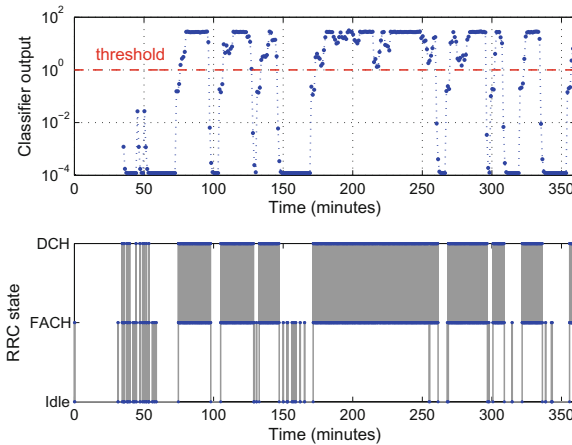 Classifier output
10^2
10^0
10^-2
10^-4
threshold
0 50 100 150 200 250 300 350
Time (minutes)
RRC state
DCH
FACH
Idle
0 50 100 150 200 250 300 350
Time (minutes)